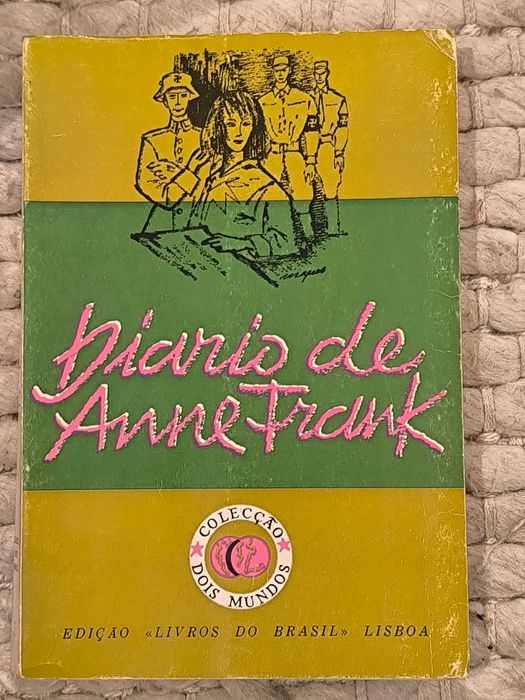 Diario de
Anne Frank
COLECÇÃO
DOIS MUNDOS
EDIÇÃO «LIVROS DO BRASIL» LISBOA